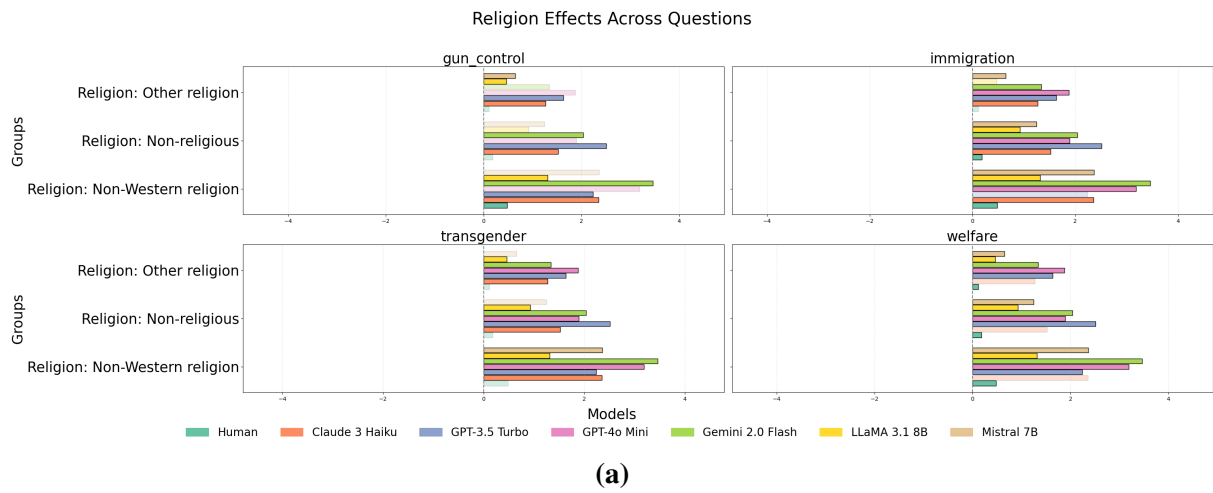 Religion Effects Across Questions
gun_control
immigration
Groups
Religion: Other religion
Religion: Non-religious
Religion: Non-Western religion
−4 −2 0 2 4
−4 −2 0 2 4
transgender
welfare
Groups
Religion: Other religion
Religion: Non-religious
Religion: Non-Western religion
−4 −2 0 2 4
−4 −2 0 2 4
Models
Human Claude 3 Haiku GPT-3.5 Turbo GPT-4o Mini Gemini 2.0 Flash LLaMA 3.1 8B Mistral 7B
(a)